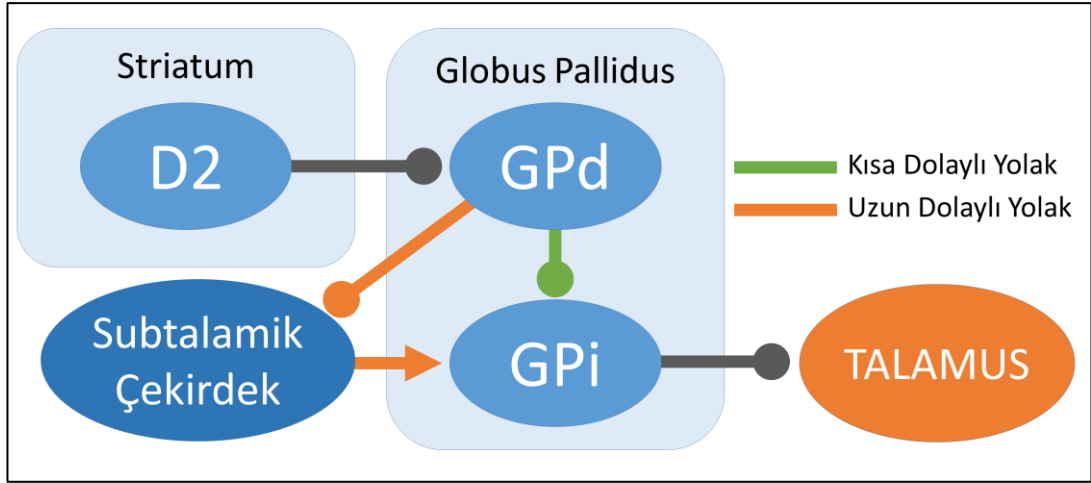 Striatum
D2
Globus Pallidus
GPd
Kısa Dolaylı Yolak
Uzun Dolaylı Yolak
Subtalamik
Çekirdek
GPi
TALAMUS